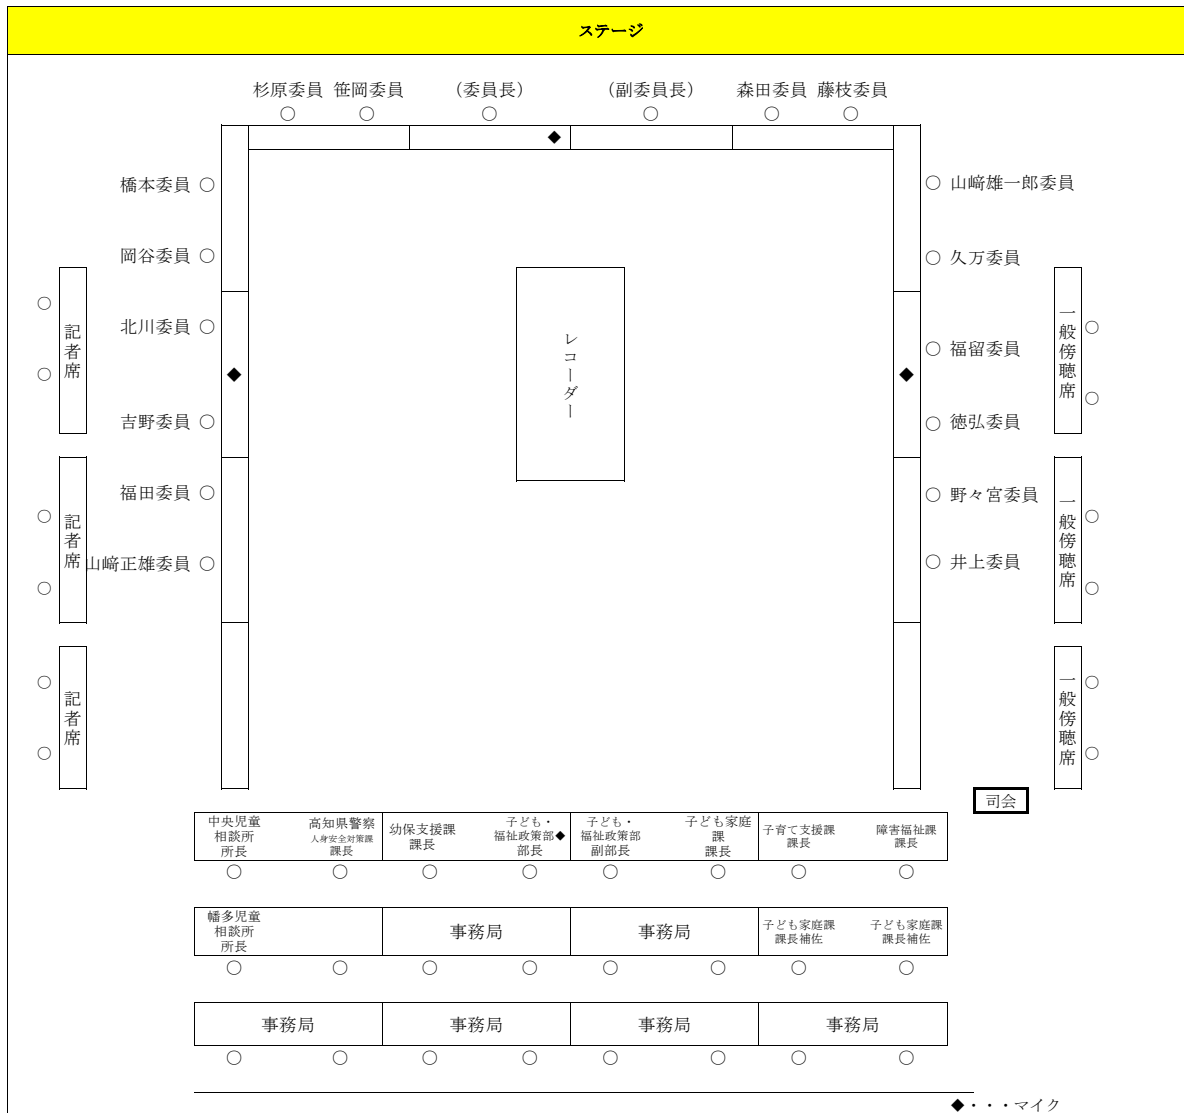 ステージ
杉原委員 笹岡委員 (委員長) (副委員長) 森田委員 藤枝委員
○ ○ ○ ○ ○ ○
◆
橋本委員 ○
○ 山﨑雄一郎委員
岡谷委員 ○
○ 久万委員
北川委員 ○
○ 福留委員
◆
◆
吉野委員 ○
○ 徳弘委員
福田委員 ○
○ 野々宮委員
山﨑正雄委員 ○
○ 井上委員
記者席
記者席
記者席
レコーダー
一般傍聴席
一般傍聴席
一般傍聴席
司会
中央児童
相談所
所長
高知県警察
人身安全対策課
課長
幼保支援課
課長
子ども・
福祉政策部◆
部長
子ども・
福祉政策部
副部長
子ども家庭
課
課長
子育て支援課
課長
障害福祉課
課長
○ ○ ○ ○ ○ ○ ○ ○
幡多児童
相談所
所長
事務局
事務局
子ども家庭課
課長補佐
子ども家庭課
課長補佐
○ ○ ○ ○ ○ ○ ○ ○
事務局 事務局 事務局 事務局
○ ○ ○ ○ ○ ○ ○ ○
◆・・・マイク